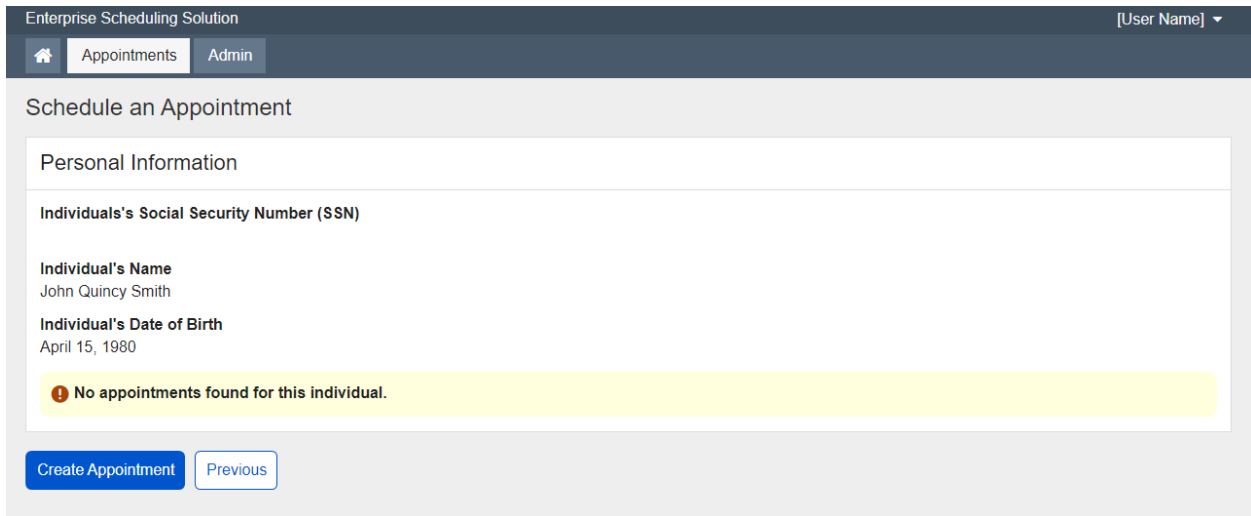 Enterprise Scheduling Solution
[User Name]
Appointments
Admin
Schedule an Appointment
Personal Information
Individuals's Social Security Number (SSN)
Individual's Name
John Quincy Smith
Individual's Date of Birth
April 15, 1980
No appointments found for this individual.
Create Appointment
Previous